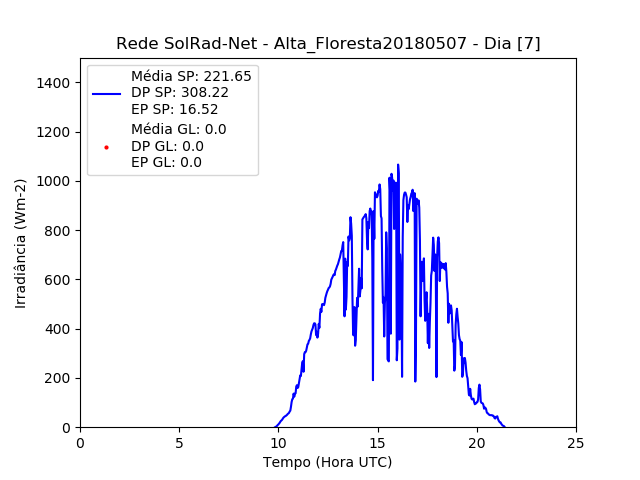 Rede SolRad-Net - Alta_Floresta20180507 - Dia [7]
Média SP: 221.65
DP SP: 308.22
EP SP: 16.52
Média GL: 0.0
DP GL: 0.0
EP GL: 0.0
1400
1200
1000
800
600
400
200
0
Irradiância (Wm-2)
0 5 10 15 20 25
Tempo (Hora UTC)